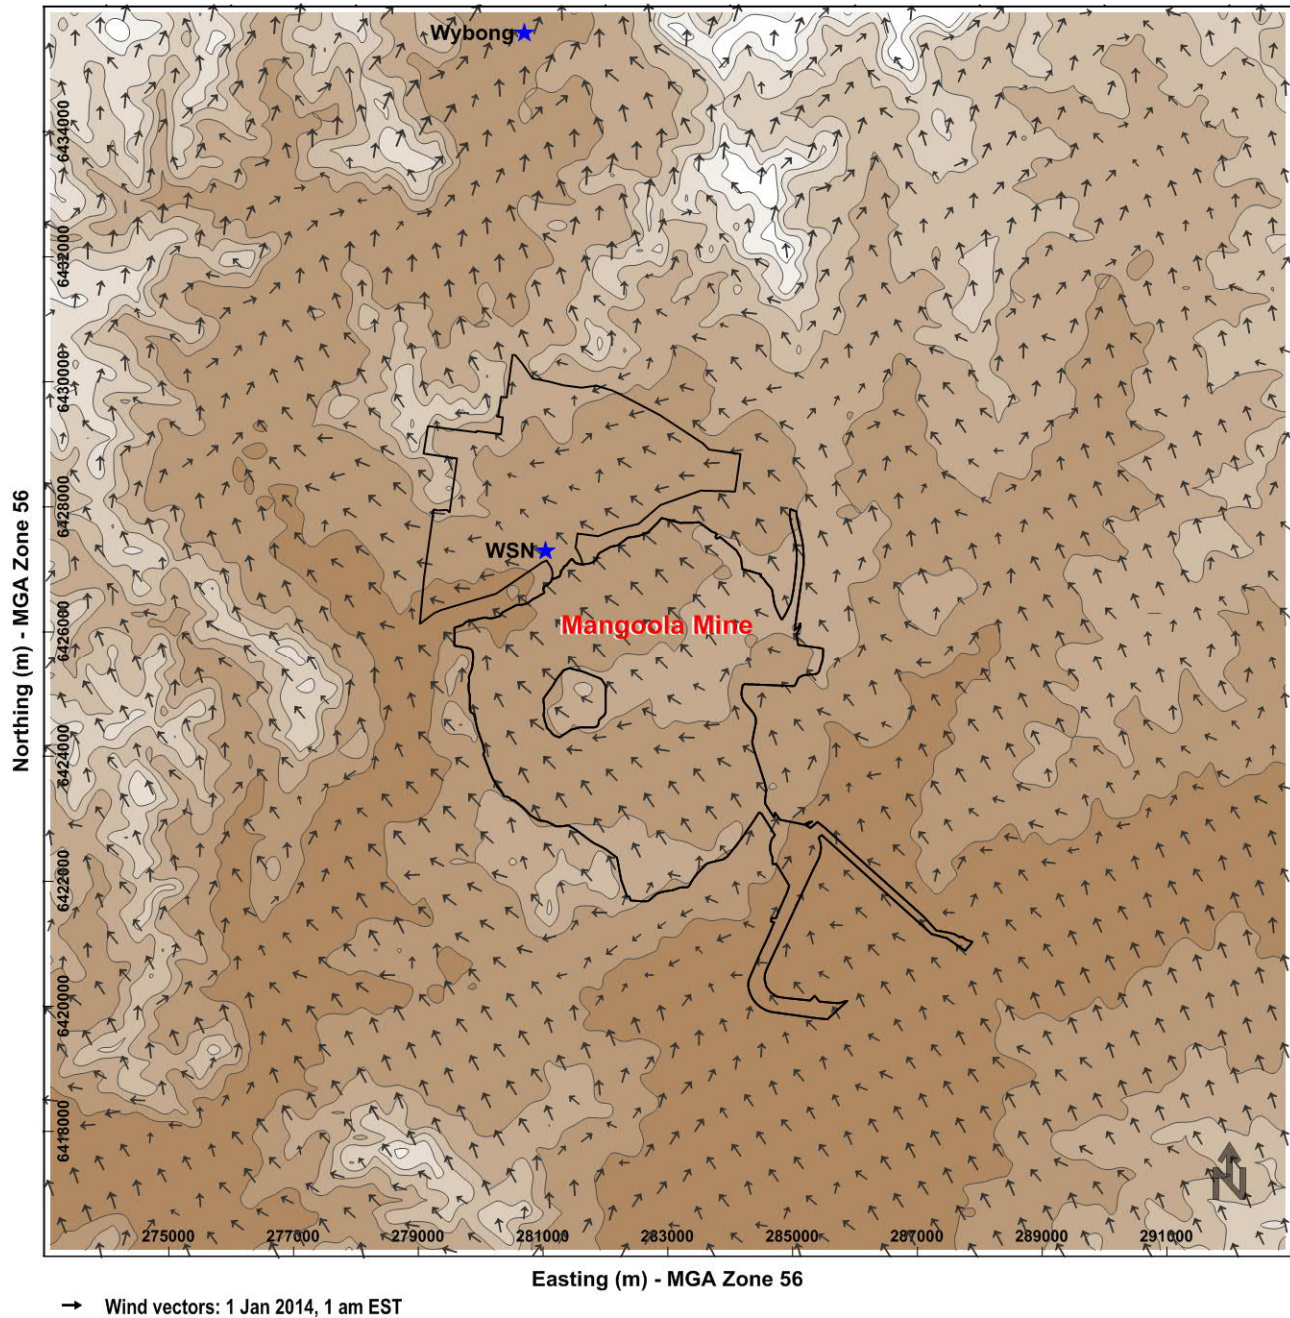 Wybong
WSN
Mangoola Mine
Northing (m) - MGA Zone 56
6434000
6432000
6430000
6428000
6426000
6424000
6422000
6420000
6418000
N
275000 277000 279000 281000 283000 285000 287000 289000 291000
Easting (m) - MGA Zone 56
Wind vectors: 1 Jan 2014, 1 am EST